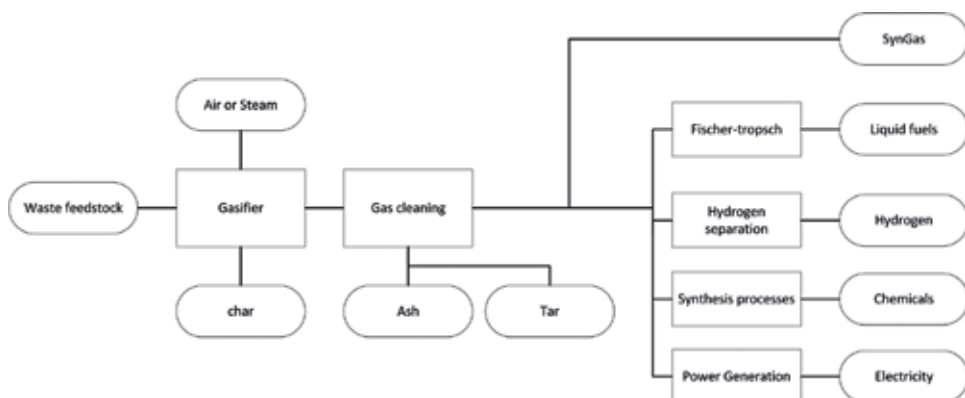 SynGas
Air or Steam
Fischer-tropsch
Liquid fuels
Waste feedstock
Gasifier
Gas cleaning
Hydrogen
separation
Hydrogen
char
Ash
Tar
Synthesis processes
Chemicals
Power Generation
Electricity